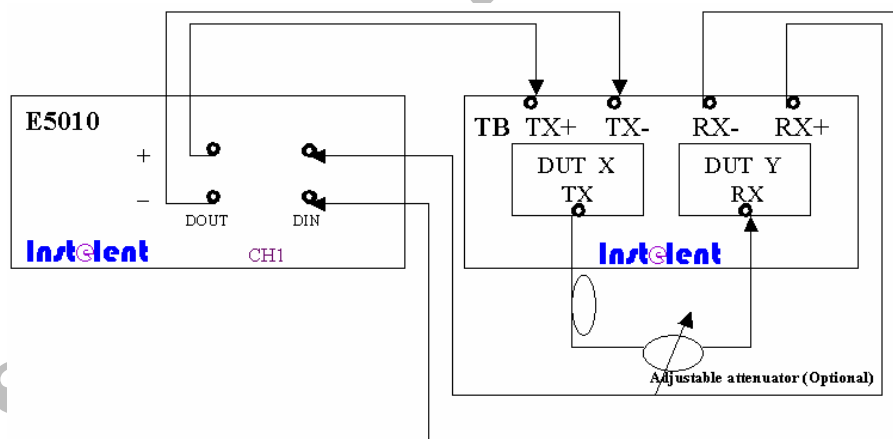 E5010
+
−
DOUT DIN
Instelent CH1
TB TX+ TX- RX- RX+
DUT X
TX
DUT Y
RX
Instelent
Adjustable attenuator (Optional)